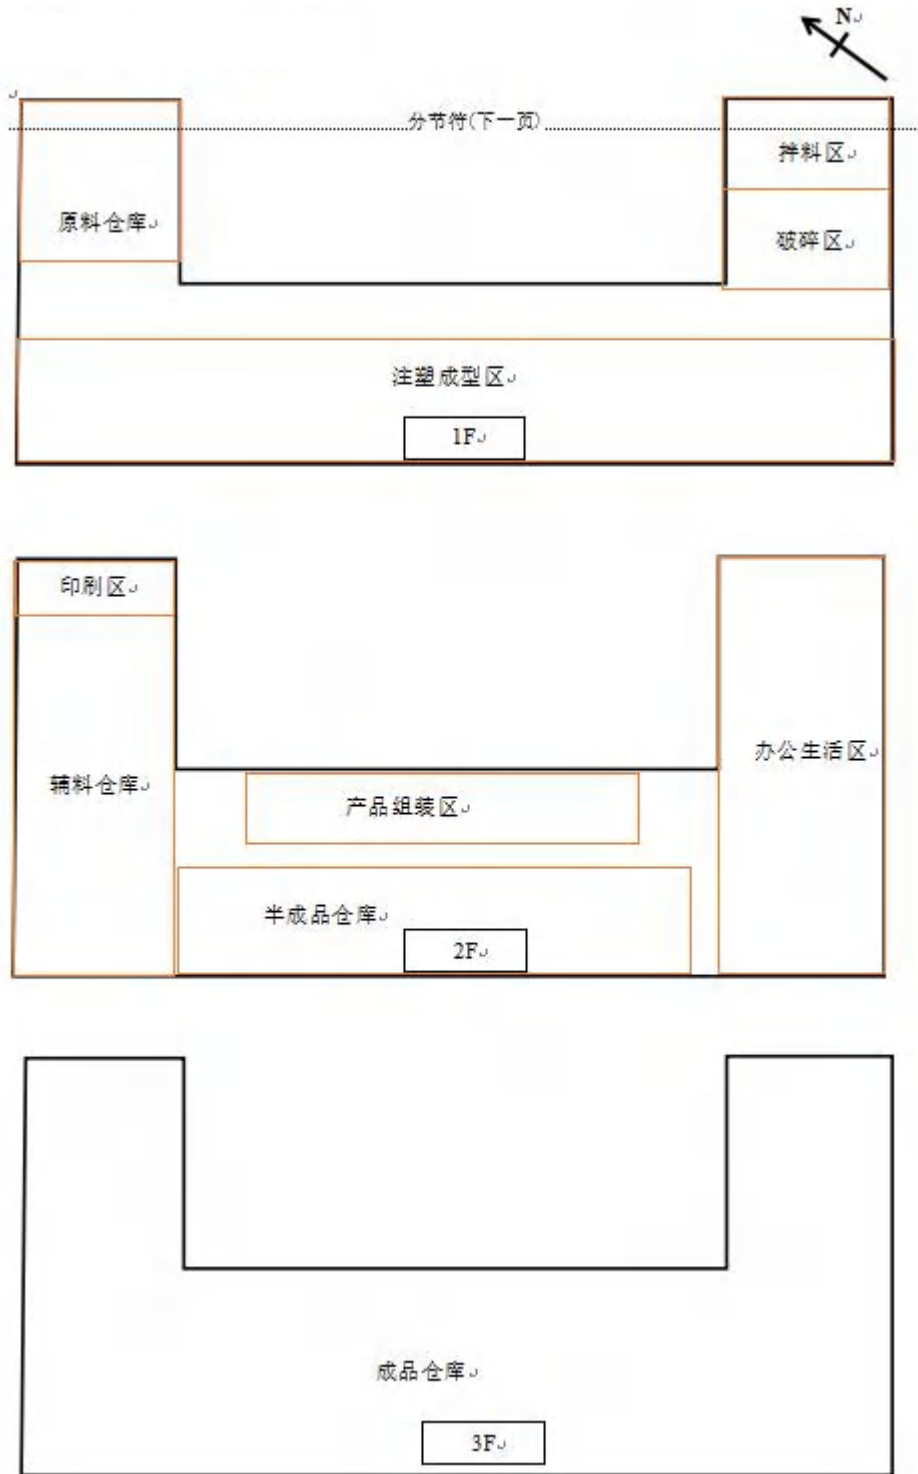 N
分节符(下一页)
拌料区
原料仓库
破碎区
注塑成型区
1F
印刷区
办公生活区
辅料仓库
产品组装区
半成品仓库
2F
成品仓库
3F